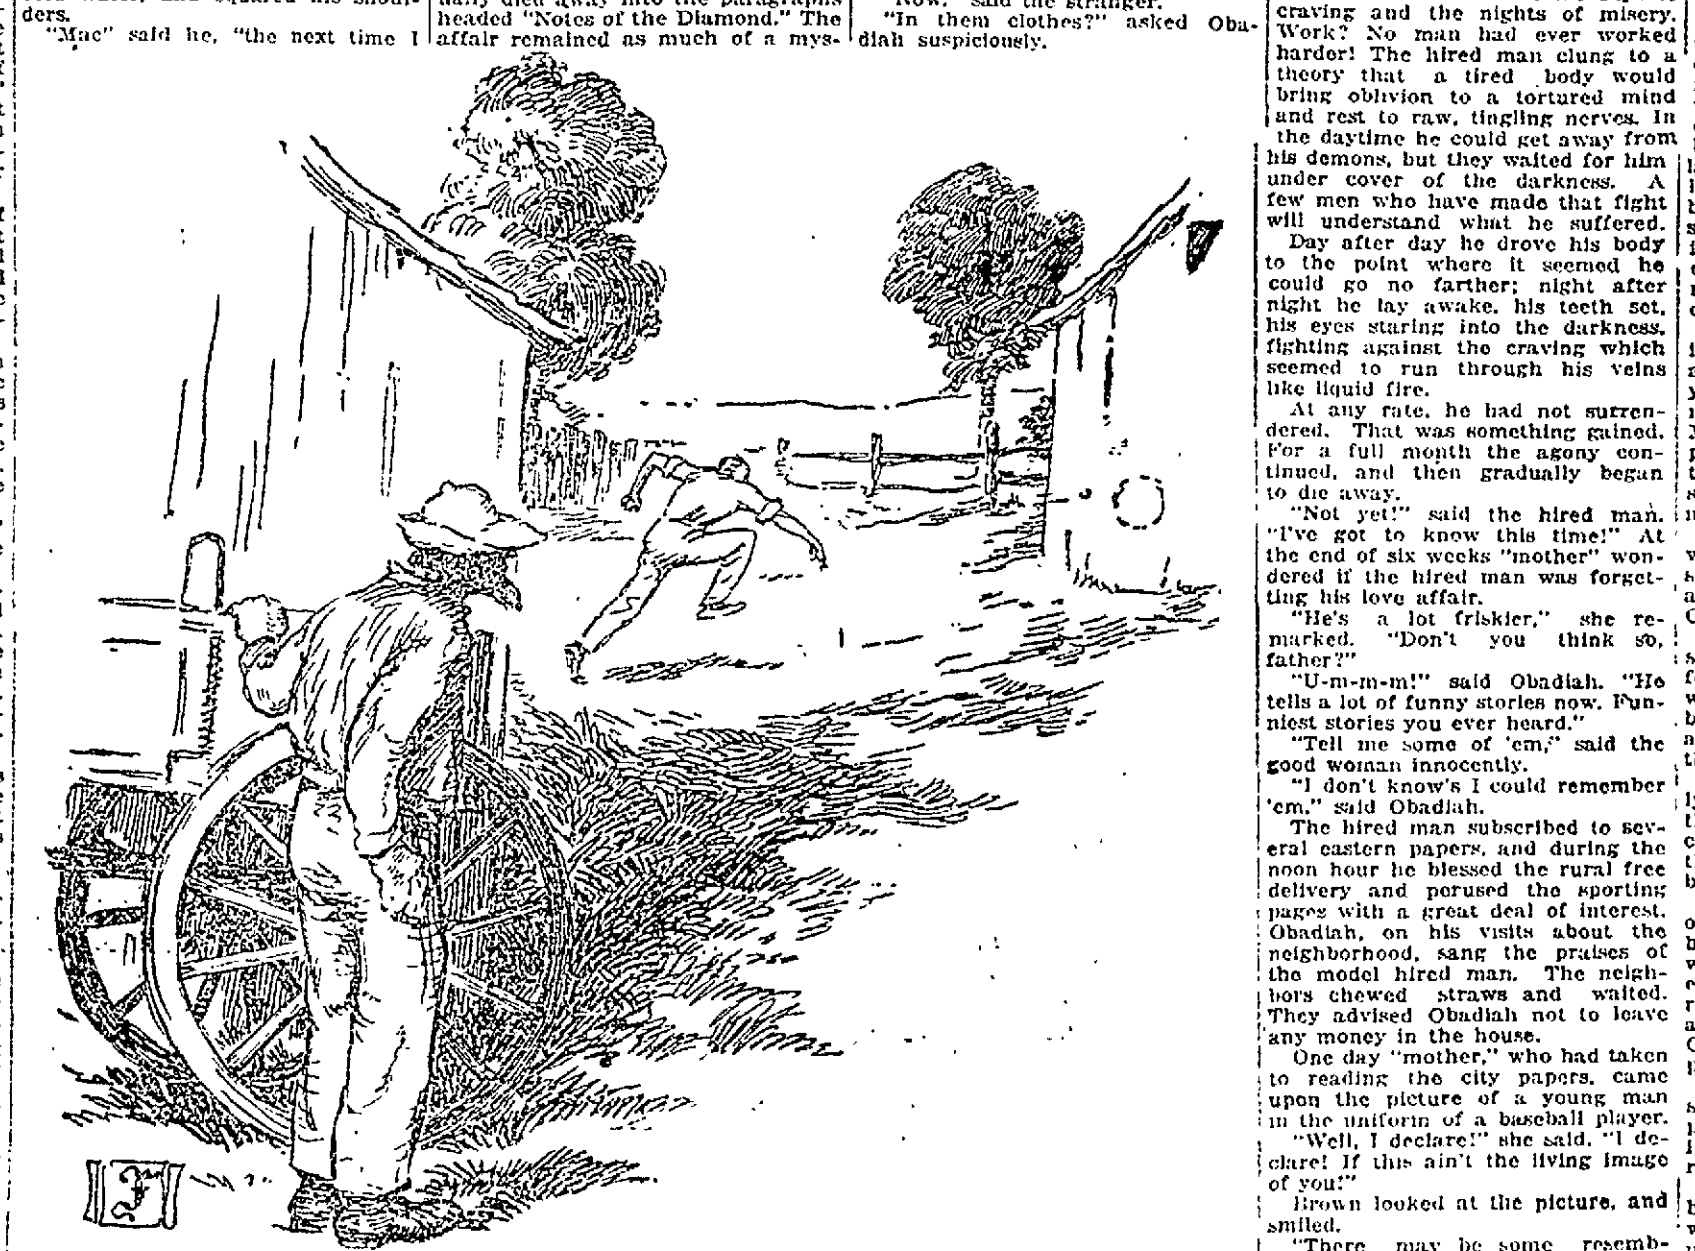 ders.
"Mac" said he, "the next time I
headed "Notes of the Diamond." The
affair remained as much of a mys-
"Now," said the stranger.
"In them clothes?" asked Oba-
diah suspiciously.
craving and the nights of misery.
Work? No man had ever worked
harder! The hired man clung to a
theory that a tired body would
bring oblivion to a tortured mind
and rest to raw, tingling nerves. In
the daytime he could get away from
his demons, but they waited for him
under cover of the darkness. A
few men who have made that fight
will understand what he suffered.
Day after day he drove his body
to the point where it seemed he
could go no farther; night after
night he lay awake, his teeth set,
his eyes staring into the darkness,
fighting against the craving which
seemed to run through his veins
like liquid fire.
At any rate, he had not surren-
dered. That was something gained.
For a full month the agony con-
tinued, and then gradually began
to die away.
"Not yet!" said the hired man.
"I've got to know this time!" At
the end of six weeks "mother" won-
dered if the hired man was forget-
ting his love affair.
"He's a lot friskier," she re-
marked. "Don't you think so,
father?"
"U-m-m-m!" said Obadiah. "He
tells a lot of funny stories now. Fun-
niest stories you ever heard."
"Tell me some of 'em," said the
good woman innocently.
"I don't know's I could remember
'em," said Obadiah.
The hired man subscribed to sev-
eral eastern papers, and during the
noon hour he blessed the rural free
delivery and perused the sporting
pages with a great deal of interest.
Obadiah, on his visits about the
neighborhood, sang the praises of
the model hired man. The neigh-
bors chewed straws and waited.
They advised Obadiah not to leave
any money in the house.
One day "mother," who had taken
to reading the city papers, came
upon the picture of a young man
in the uniform of a baseball player.
"Well, I declare!" she said. "I de-
clare! If this ain't the living image
of you!"
Brown looked at the picture, and
smiled.
"There may be some resemb-